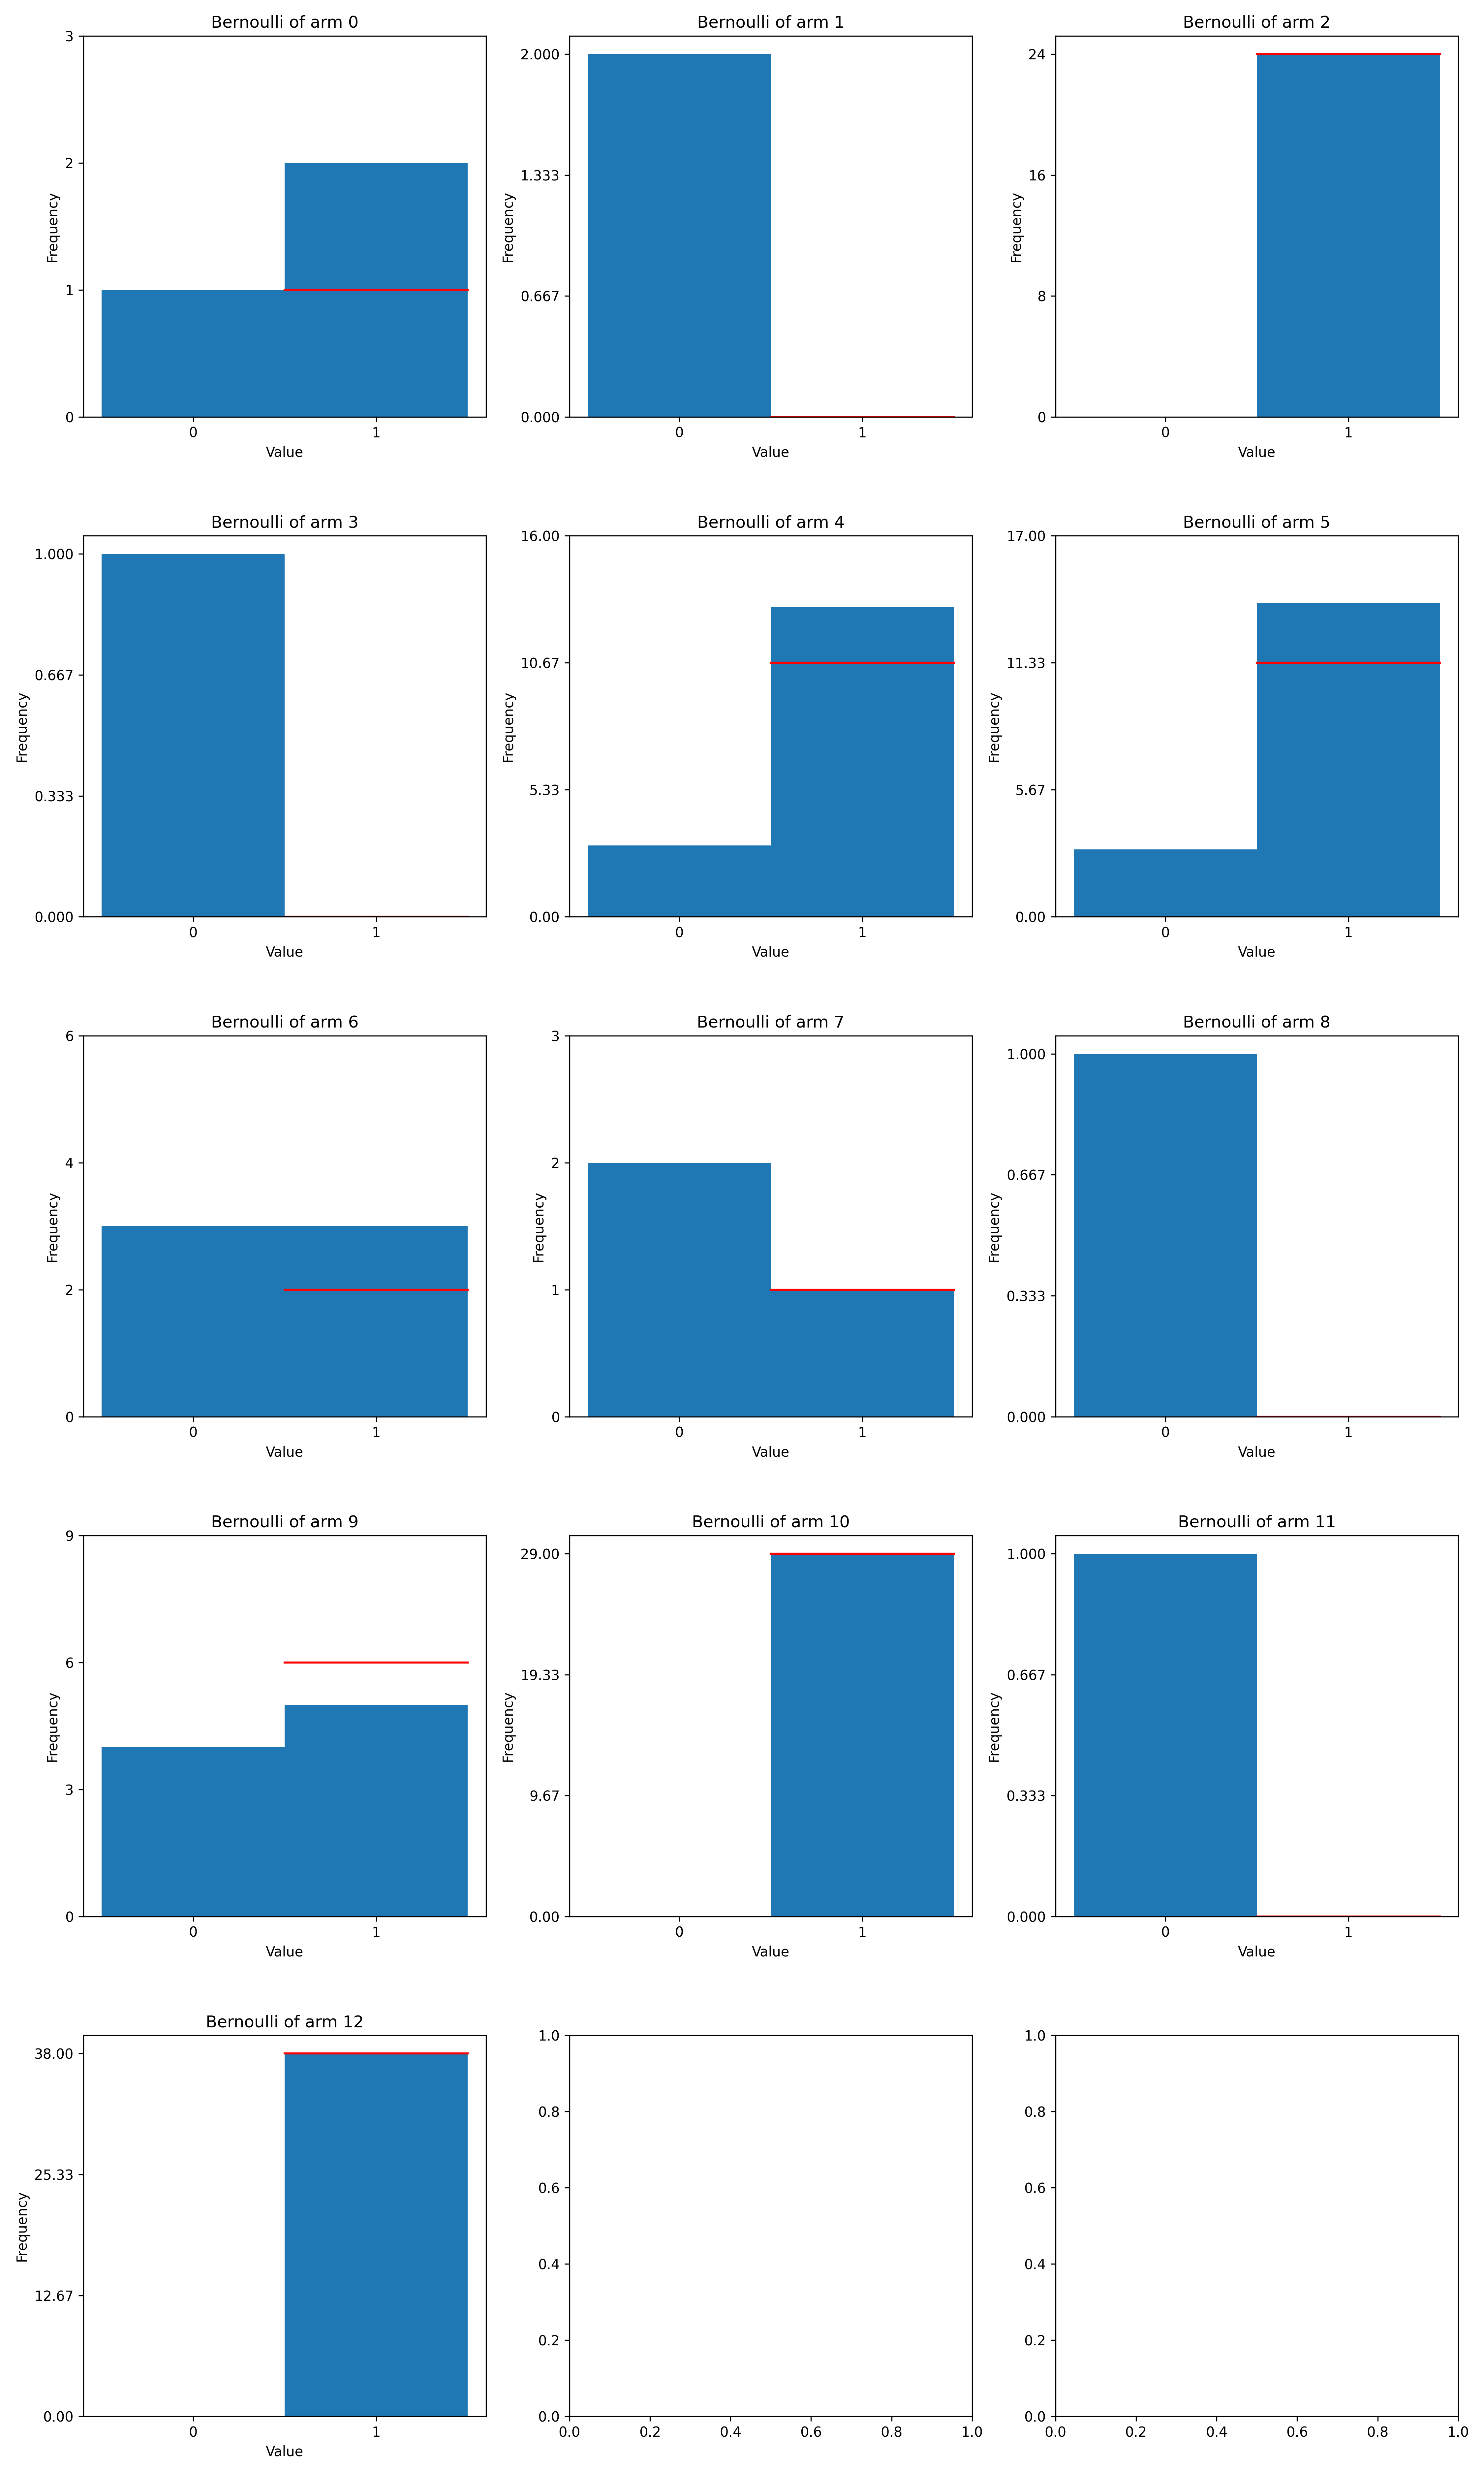 Bernoulli of arm 0
3
2
1
0
Frequency
0 1
Value
Bernoulli of arm 1
2.000
1.333
0.667
0.000
Frequency
0 1
Value
Bernoulli of arm 2
24
16
8
0
Frequency
0 1
Value
Bernoulli of arm 3
1.000
0.667
0.333
0.000
Frequency
0 1
Value
Bernoulli of arm 4
16.00
10.67
5.33
0.00
Frequency
0 1
Value
Bernoulli of arm 5
17.00
11.33
5.67
0.00
Frequency
0 1
Value
Bernoulli of arm 6
6
4
2
0
Frequency
0 1
Value
Bernoulli of arm 7
3
2
1
0
Frequency
0 1
Value
Bernoulli of arm 8
1.000
0.667
0.333
0.000
Frequency
0 1
Value
Bernoulli of arm 9
9
6
3
0
Frequency
0 1
Value
Bernoulli of arm 10
29.00
19.33
9.67
0.00
Frequency
0 1
Value
Bernoulli of arm 11
1.000
0.667
0.333
0.000
Frequency
0 1
Value
Bernoulli of arm 12
38.00
25.33
12.67
0.00
Frequency
0 1
Value
1.0
0.8
0.6
0.4
0.2
0.0
0.0 0.2 0.4 0.6 0.8 1.0
1.0
0.8
0.6
0.4
0.2
0.0
0.0 0.2 0.4 0.6 0.8 1.0